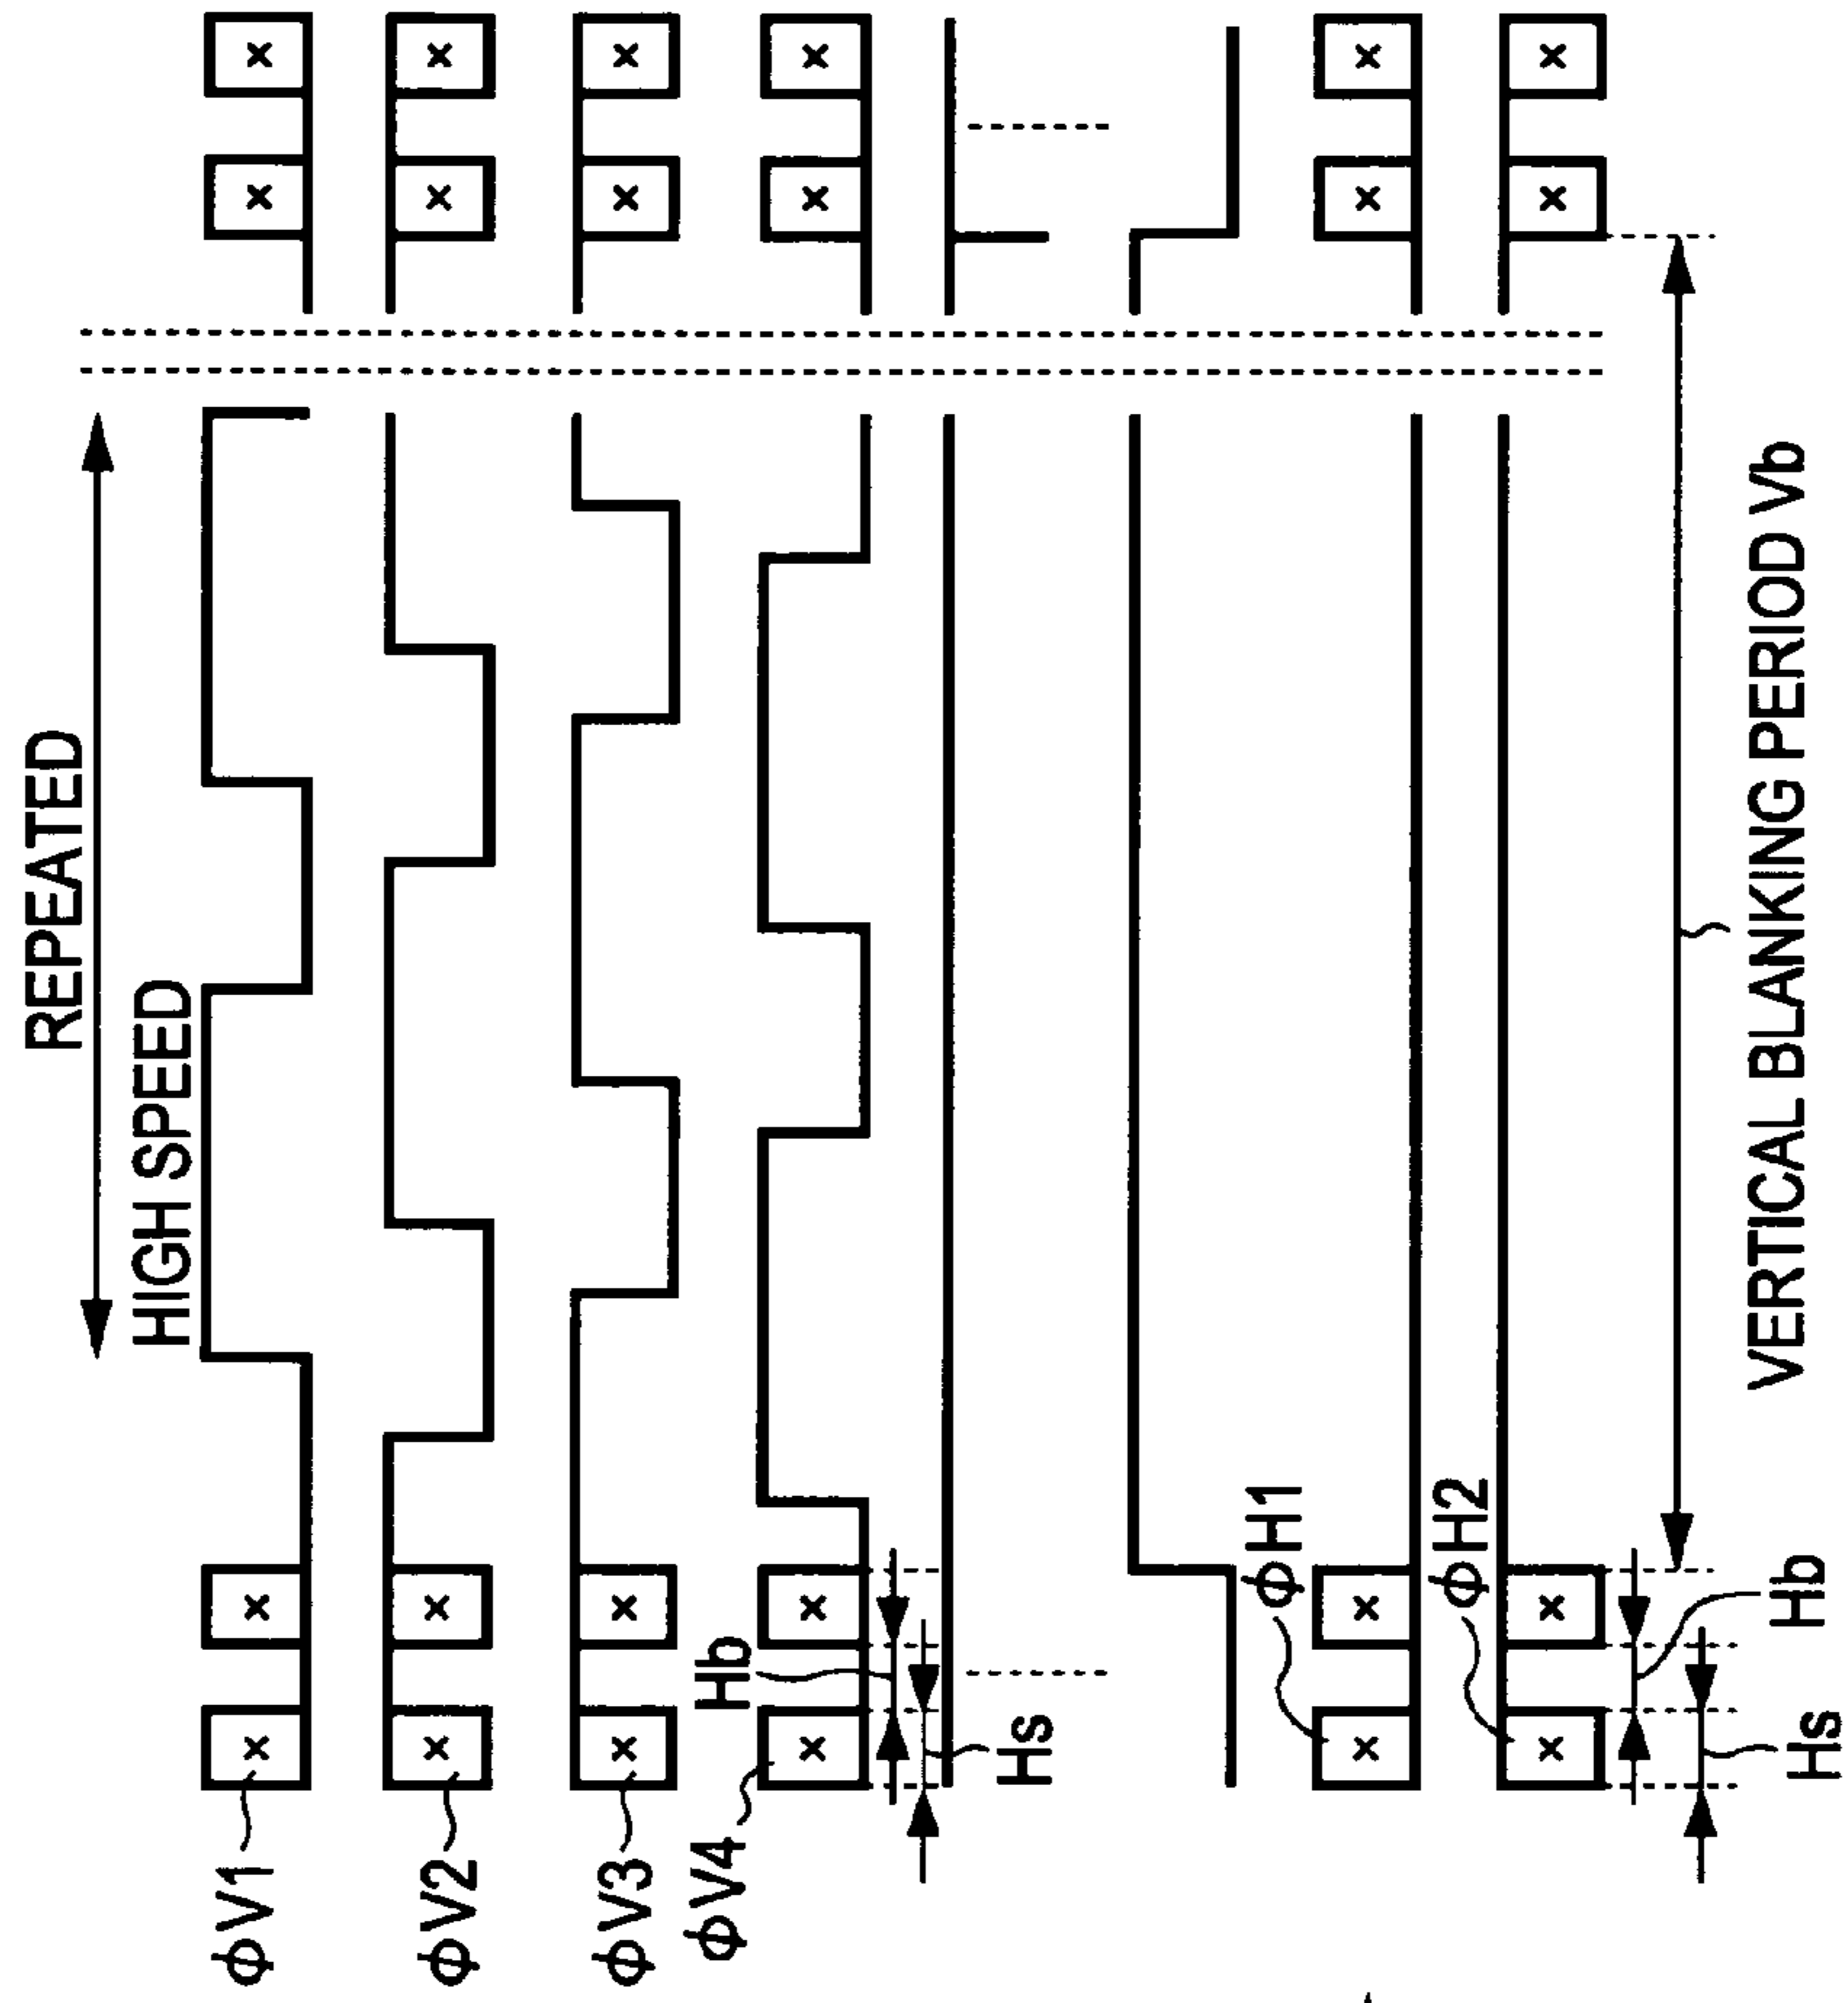 REPEATED
HIGH SPEED
φV1
φV2
φV3
φV4
Hb
Hs
φH1
φH2
Hb
Hs
VERTICAL BLANKING PERIOD Vb